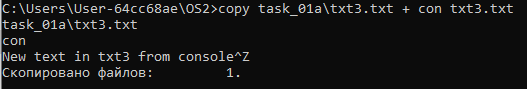 C:\Users\User-64cc68ae\OS2>copy task_01a\txt3.txt + con txt3.txt
task_01a\txt3.txt
con
New text in txt3 from console^Z
Скопировано файлов:         1.